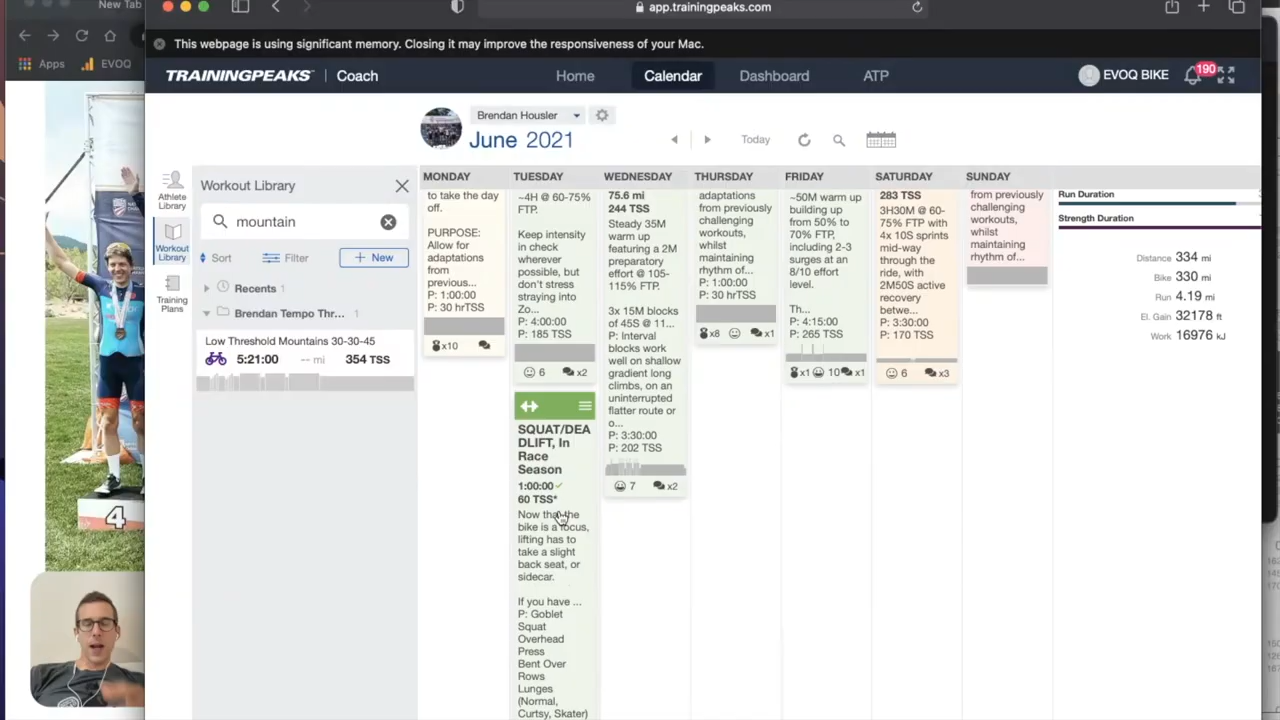 New Tab
app.trainingpeaks.com
This webpage is using significant memory. Closing it may improve the responsiveness of your Mac.
Apps
EVOQ
TRAININGPEAKS
Coach
Home
Calendar
Dashboard
ATP
EVOQ BIKE
190
Brendan Housler
June 2021
Today
Athlete
Library
Workout
Library
Training
Plans
Workout Library
mountain
Sort
Filter
+ New
Recents 1
Brendan Tempo Thr... 1
Low Threshold Mountains 30-30-45
5:21:00
-- mi
354 TSS
MONDAY
TUESDAY
WEDNESDAY
THURSDAY
FRIDAY
SATURDAY
SUNDAY
to take the day
off.
PURPOSE:
Allow for
adaptations
from
previous...
P: 1:00:00
P: 30 hrTSS
x10
~4H @ 60-75%
FTP.
Keep intensity
in check
wherever
possible, but
don't stress
straying into
Zo...
P: 4:00:00
P: 185 TSS
6
x2
SQUAT/DEA
DLIFT, In
Race
Season
1:00:00
60 TSS*
Now that the
bike is a focus,
lifting has to
take a slight
back seat, or
sidecar.
If you have ...
P: Goblet
Squat
Overhead
Press
Bent Over
Rows
Lunges
(Normal,
Curtsy, Skater)
75.6 mi
244 TSS
Steady 35M
warm up
featuring a 2M
preparatory
effort @ 105-
115% FTP.
3x 15M blocks
of 45S @ 11...
P: Interval
blocks work
well on shallow
gradient long
climbs, on an
uninterrupted
flatter route or
o...
P: 3:30:00
P: 202 TSS
7
x2
adaptations
from previously
challenging
workouts,
whilst
maintaining
rhythm of...
P: 1:00:00
P: 30 hrTSS
x8
x1
~50M warm up
building up
from 50% to
70% FTP,
including 2-3
surges at an
8/10 effort
level.
Th...
P: 4:15:00
P: 265 TSS
x1
10
x1
283 TSS
3H30M @ 60-
75% FTP with
4x 10S sprints
mid-way
through the
ride, with
2M50S active
recovery
betwe...
P: 3:30:00
P: 170 TSS
6
x3
from previously
challenging
workouts,
whilst
maintaining
rhythm of...
Run Duration
Strength Duration
Distance 334 mi
Bike 330 mi
Run 4.19 mi
El. Gain 32178 ft
Work 16976 kJ
4